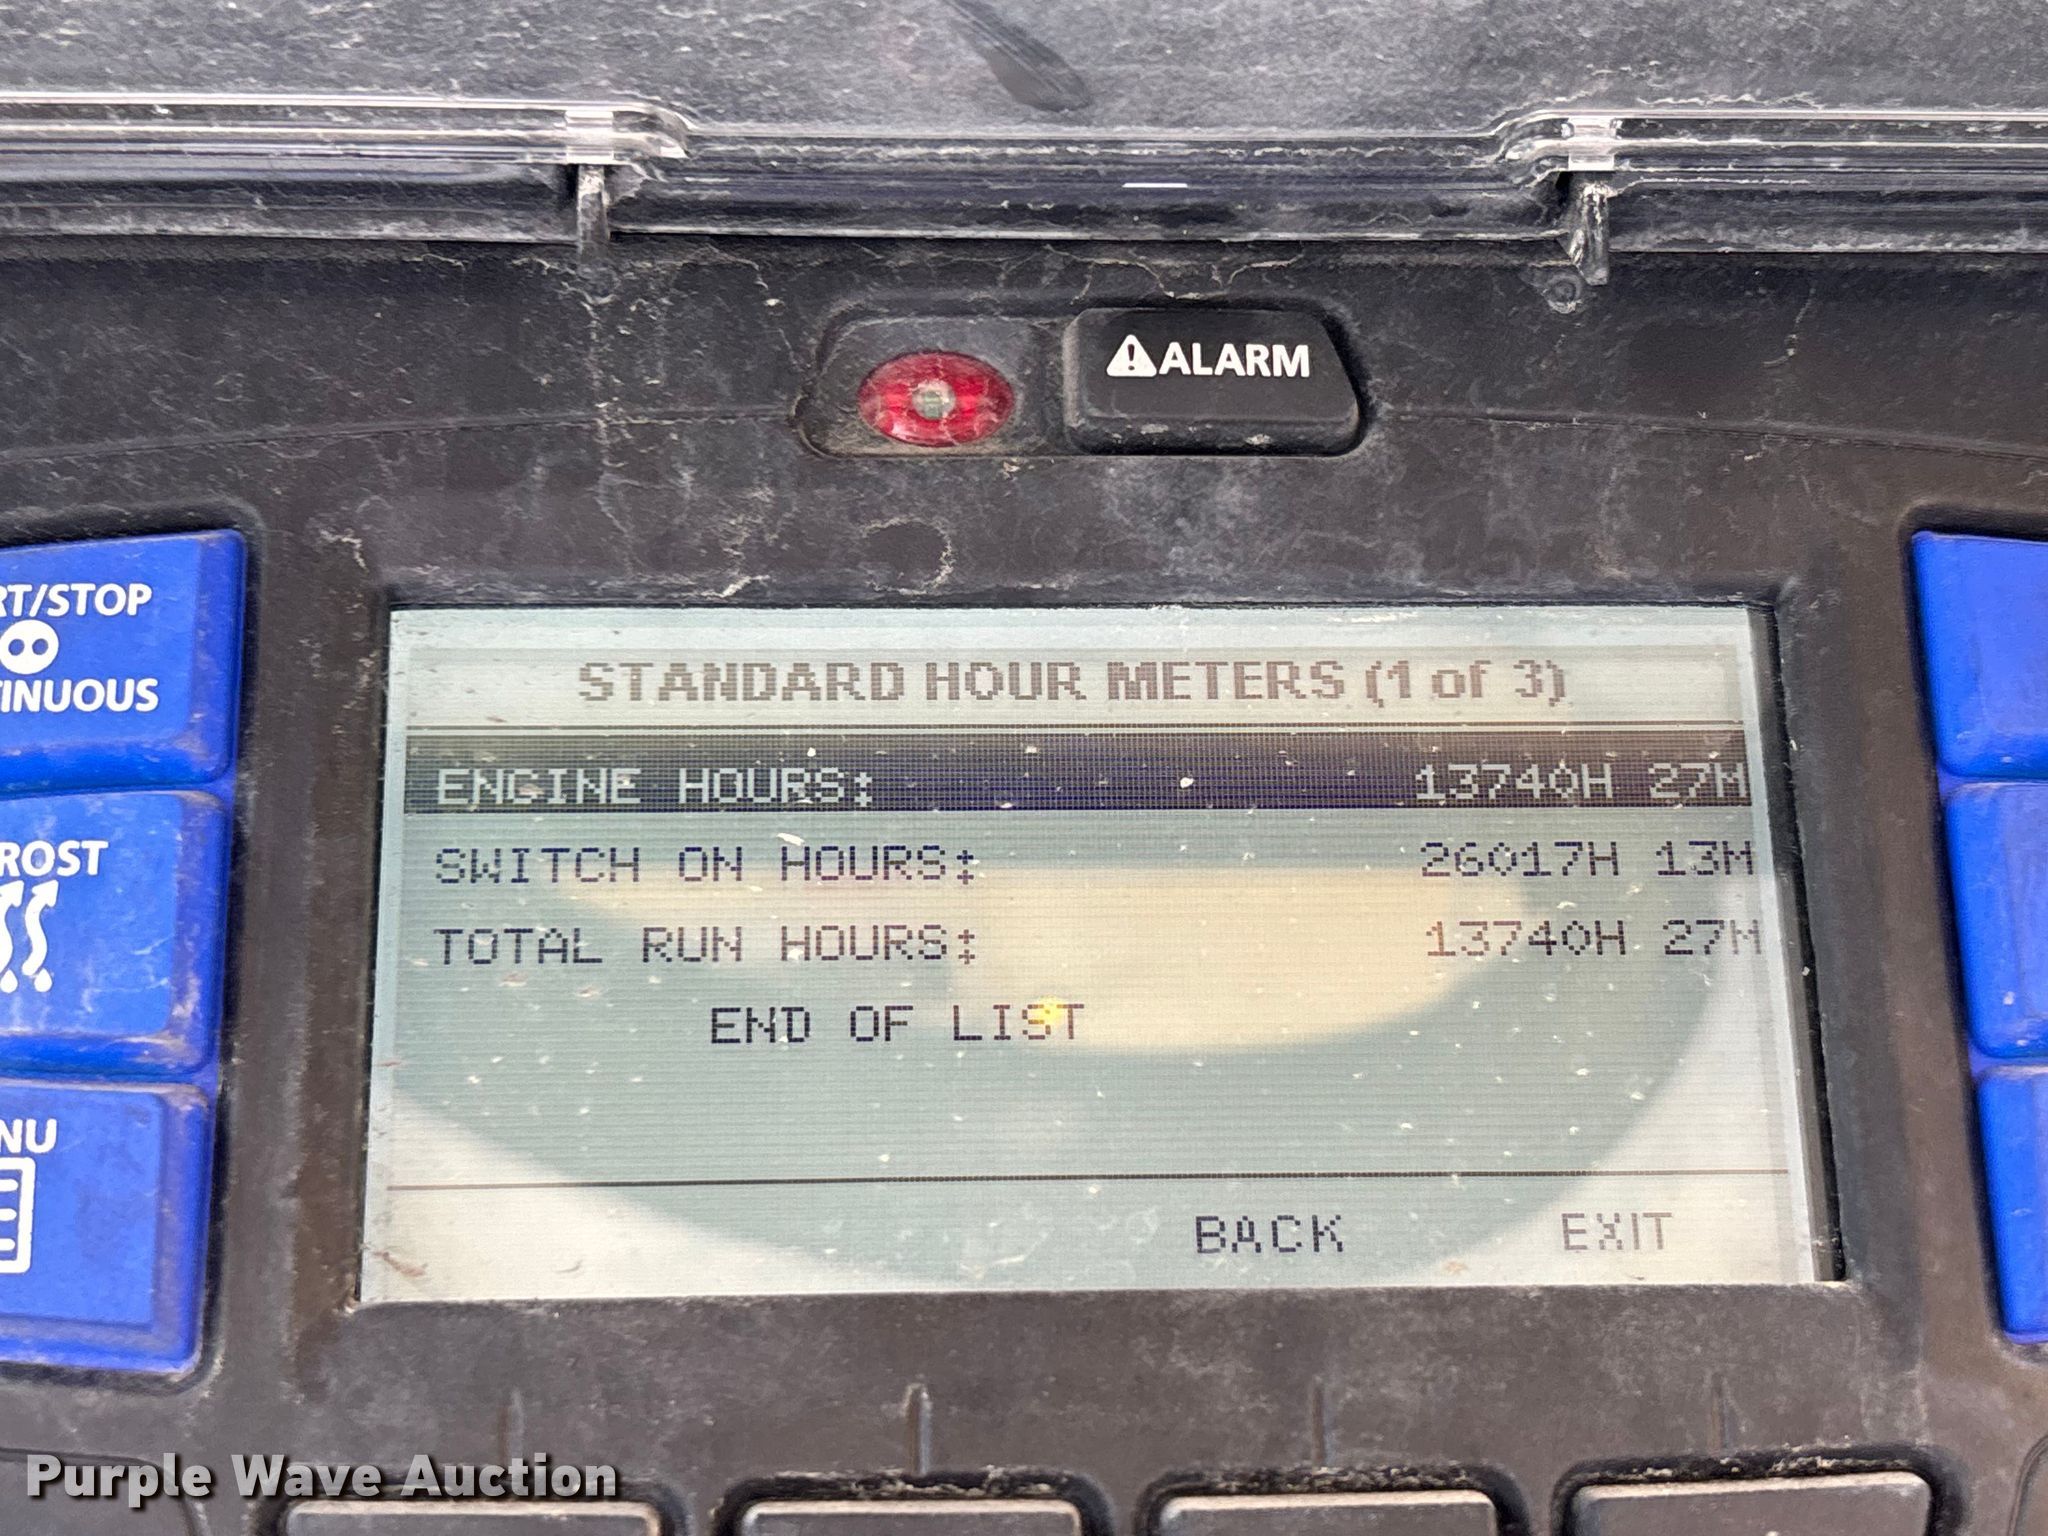 ALARM
RT/STOP
TINUOUS
ROST
NU
STANDARD HOUR METERS (1 of 3)
ENGINE HOURS: 13740H 27M
SWITCH ON HOURS: 26017H 13M
TOTAL RUN HOURS: 13740H 27M
END OF LIST
BACK EXIT
Purple Wave Auction